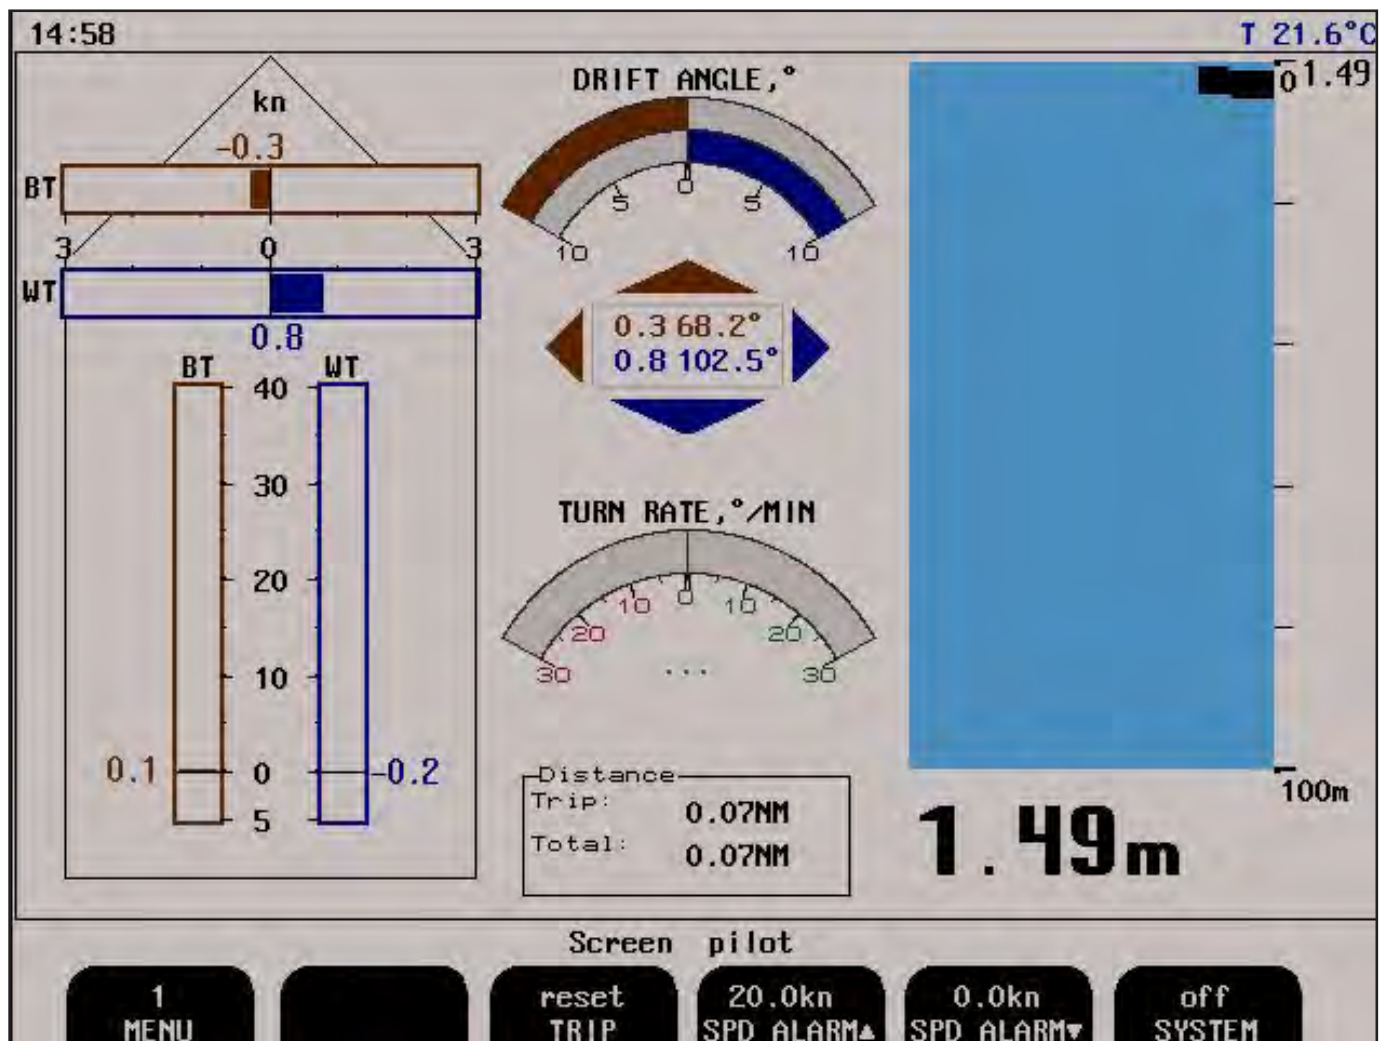 14:58
T 21.6°C
kn
-0.3
BT
3 0 3
WT
0.8
BT WT
40
30
20
10
0
5
0.1
-0.2
DRIFT ANGLE,°
10 5 0 5 10
0.3 68.2°
0.8 102.5°
TURN RATE,°/MIN
30 20 10 0 10 20 30
...
Distance
Trip: 0.07NM
Total: 0.07NM
0 1.49
100m
1.49m
Screen pilot
1
MENU
reset
TRIP
20.0kn
SPD ALARM▲
0.0kn
SPD ALARM▼
off
SYSTEM